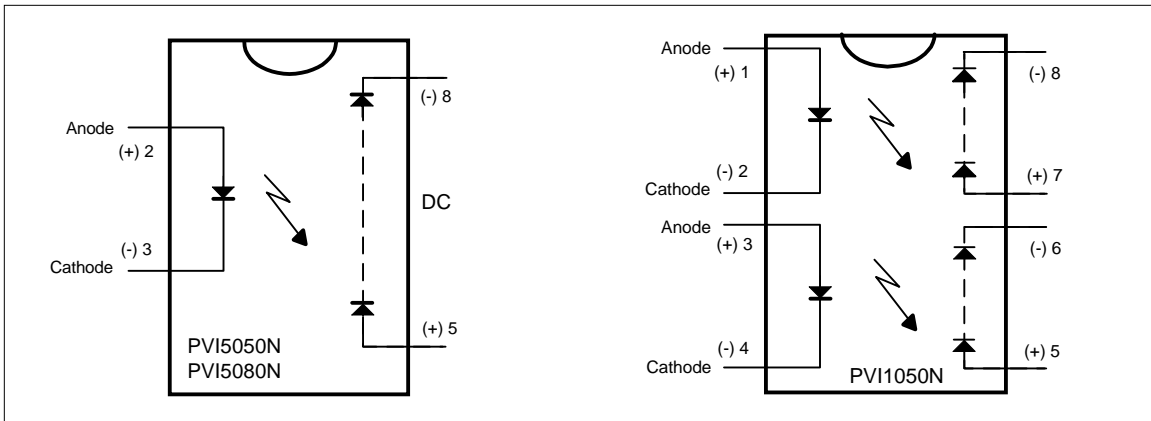 Anode
(+) 2
(-) 3
Cathode
(-) 8
DC
(+) 5
PVI5050N
PVI5080N
Anode
(+) 1
(-) 2
Cathode
Anode
(+) 3
(-) 4
Cathode
(-) 8
(+) 7
(-) 6
(+) 5
PVI1050N